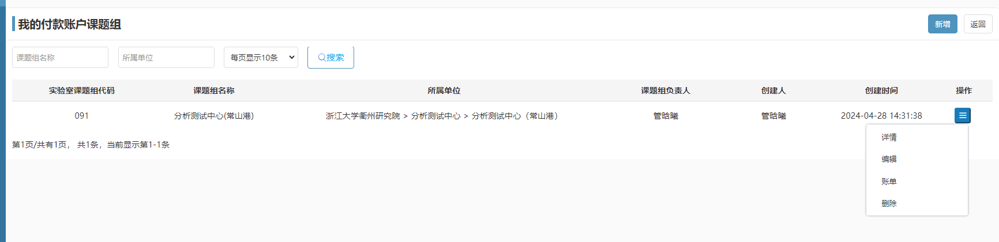 我的付款账户课题组 新增 返回
课题组名称 所属单位 每页显示10条 搜索
实验室课题组代码 课题组名称 所属单位 课题组负责人 创建人 创建时间 操作
091 分析测试中心(常山港) 浙江大学衢州研究院 > 分析测试中心 > 分析测试中心（常山港） 管晗曦 管晗曦 2024-04-28 14:31:38
详情
第1页/共有1页， 共1条，当前显示第1-1条
编辑
账单
删除